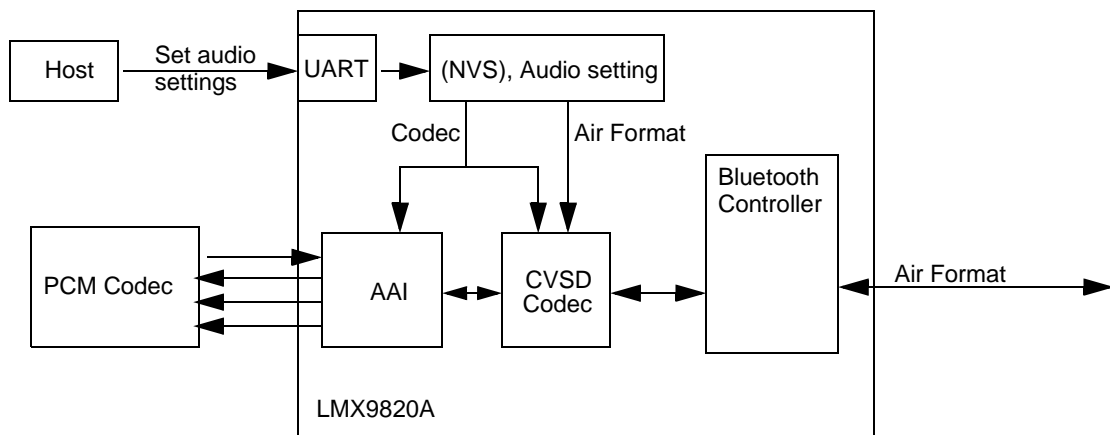 Host
Set audio
settings
UART
(NVS), Audio setting
Codec
Air Format
Bluetooth
Controller
PCM Codec
AAI
CVSD
Codec
Air Format
LMX9820A